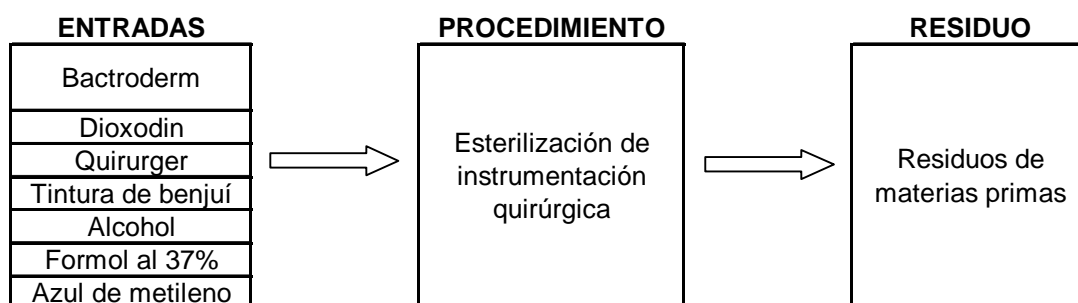 ENTRADAS
PROCEDIMIENTO
RESIDUO
Bactroderm
Dioxodin
Quirurger
Tintura de benjuí
Alcohol
Formol al 37%
Azul de metileno
Esterilización de
instrumentación
quirúrgica
Residuos de
materias primas